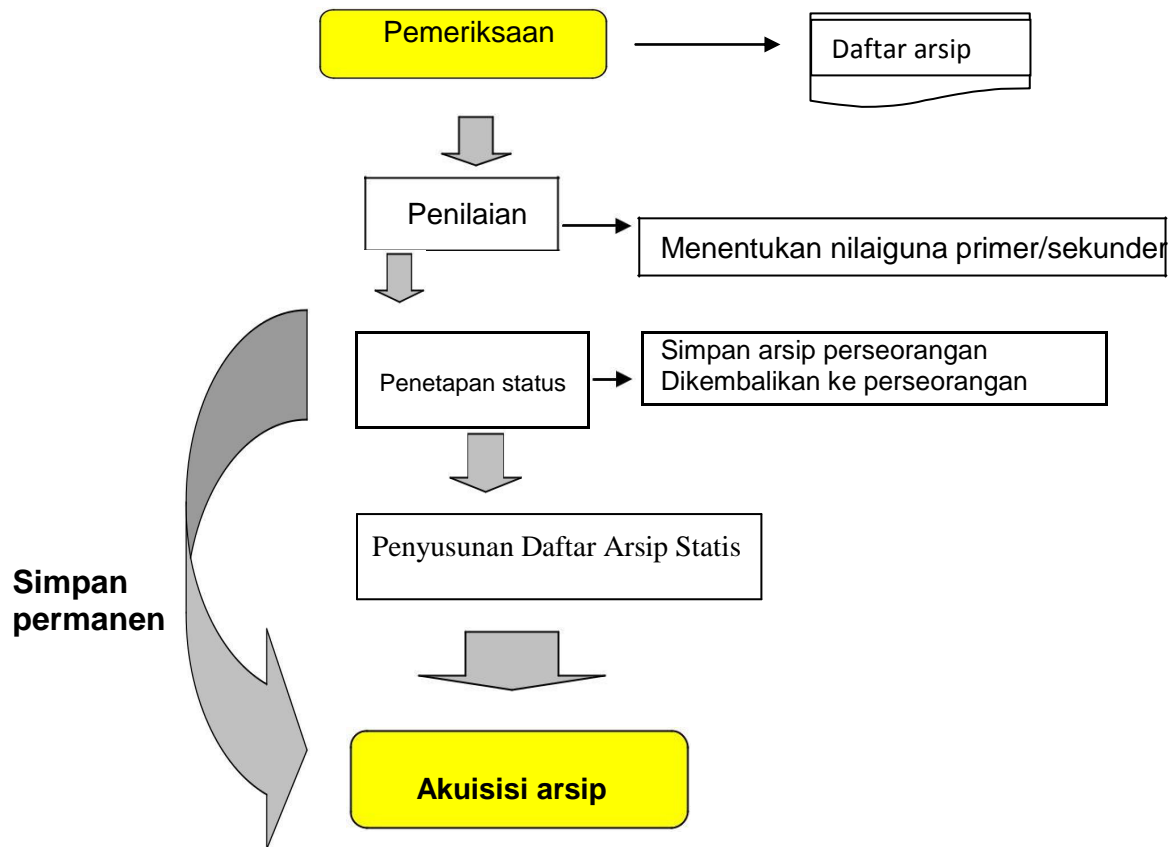 Pemeriksaan
Daftar arsip
Penilaian
Menentukan nilaiguna primer/sekunder
Penetapan status
Simpan arsip perseorangan
Dikembalikan ke perseorangan
Penyusunan Daftar Arsip Statis
Simpan
permanen
Akuisisi arsip